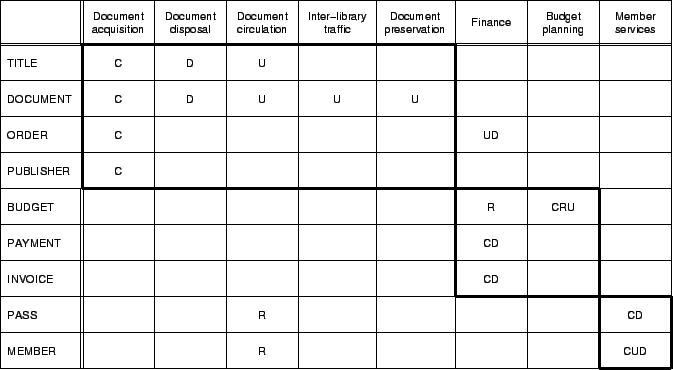 Document Document Document Inter-library Document Finance Budget Member
acquisition disposal circulation traffic preservation planning services
TITLE C D U
DOCUMENT C D U U U
ORDER C UD
PUBLISHER C
BUDGET R CRU
PAYMENT CD
INVOICE CD
PASS R CD
MEMBER R CUD